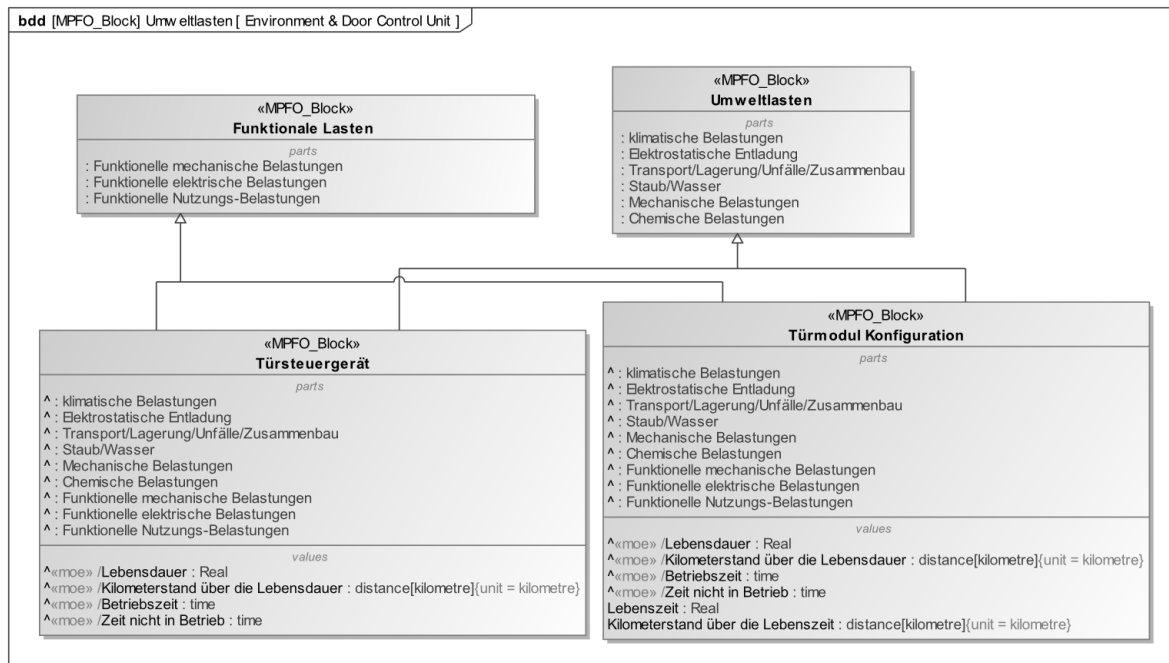 bdd [MPFO_Block] Umweltlasten [ Environment & Door Control Unit ]
«MPFO_Block»
Funktionale Lasten
parts
: Funktionelle mechanische Belastungen
: Funktionelle elektrische Belastungen
: Funktionelle Nutzungs-Belastungen
«MPFO_Block»
Umweltlasten
parts
: klimatische Belastungen
: Elektrostatische Entladung
: Transport/Lagerung/Unfälle/Zusammenbau
: Staub/Wasser
: Mechanische Belastungen
: Chemische Belastungen
«MPFO_Block»
Türsteuergerät
parts
^ : klimatische Belastungen
^ : Elektrostatische Entladung
^ : Transport/Lagerung/Unfälle/Zusammenbau
^ : Staub/Wasser
^ : Mechanische Belastungen
^ : Chemische Belastungen
^ : Funktionelle mechanische Belastungen
^ : Funktionelle elektrische Belastungen
^ : Funktionelle Nutzungs-Belastungen
values
^«moe» /Lebensdauer : Real
^«moe» /Kilometerstand über die Lebensdauer : distance[kilometre]{unit = kilometre}
^«moe» /Betriebszeit : time
^«moe» /Zeit nicht in Betrieb : time
«MPFO_Block»
Türmodul Konfiguration
parts
^ : klimatische Belastungen
^ : Elektrostatische Entladung
^ : Transport/Lagerung/Unfälle/Zusammenbau
^ : Staub/Wasser
^ : Mechanische Belastungen
^ : Chemische Belastungen
^ : Funktionelle mechanische Belastungen
^ : Funktionelle elektrische Belastungen
^ : Funktionelle Nutzungs-Belastungen
values
^«moe» /Lebensdauer : Real
^«moe» /Kilometerstand über die Lebensdauer : distance[kilometre]{unit = kilometre}
^«moe» /Betriebszeit : time
^«moe» /Zeit nicht in Betrieb : time
Lebenszeit : Real
Kilometerstand über die Lebenszeit : distance[kilometre]{unit = kilometre}